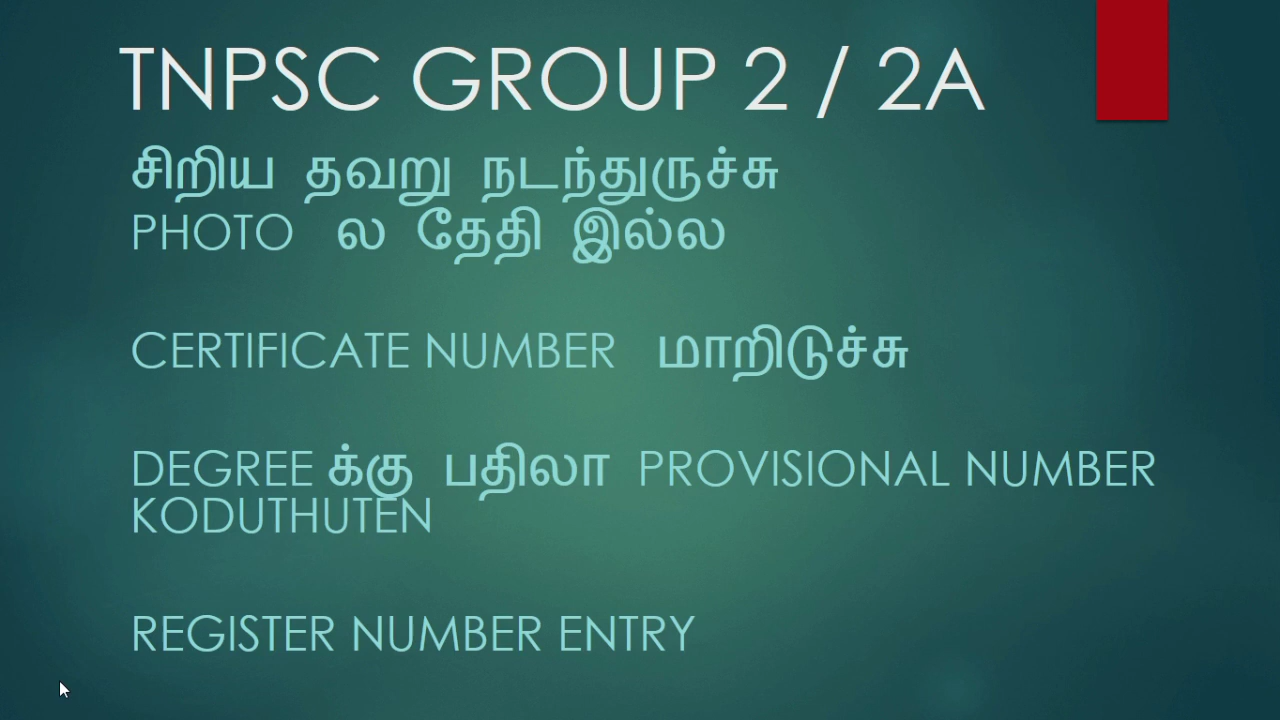 TNPSC GROUP 2 / 2A
சிறிய தவறு நடந்துருச்சு
PHOTO ல தேதி இல்ல
CERTIFICATE NUMBER மாறிடுச்சு
DEGREE க்கு பதிலா PROVISIONAL NUMBER
KODUTHUTEN
REGISTER NUMBER ENTRY